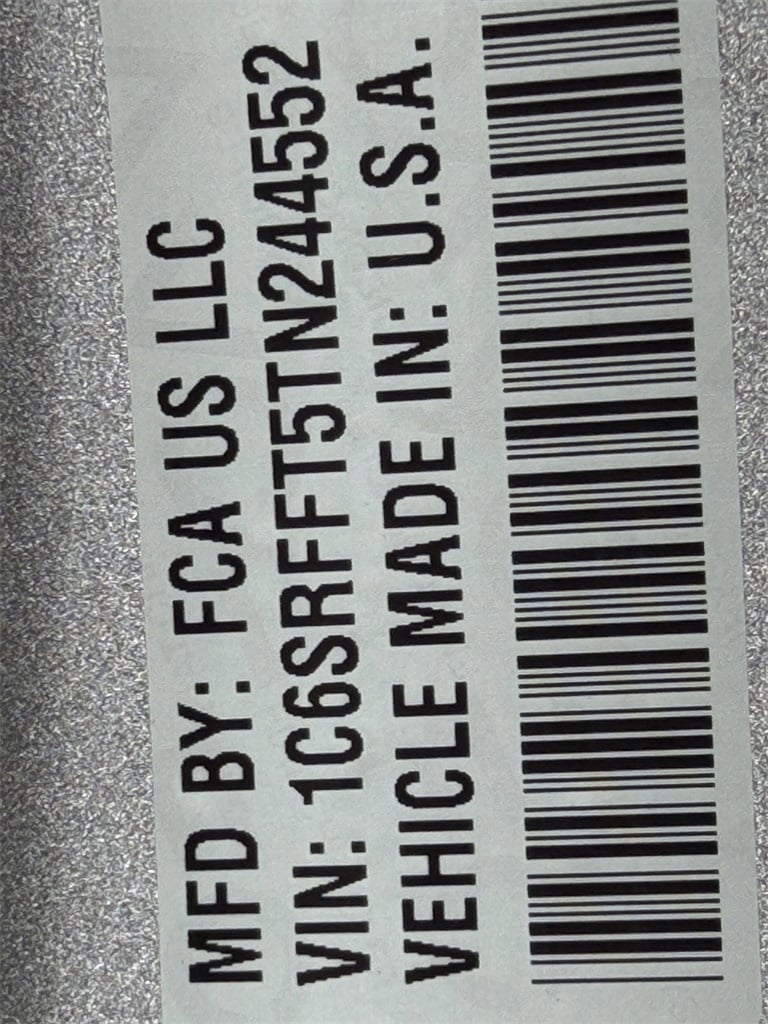 MFD BY: FCA US LLC
VIN: 1C6SRFFT5TN244552
VEHICLE MADE IN: U.S.A.